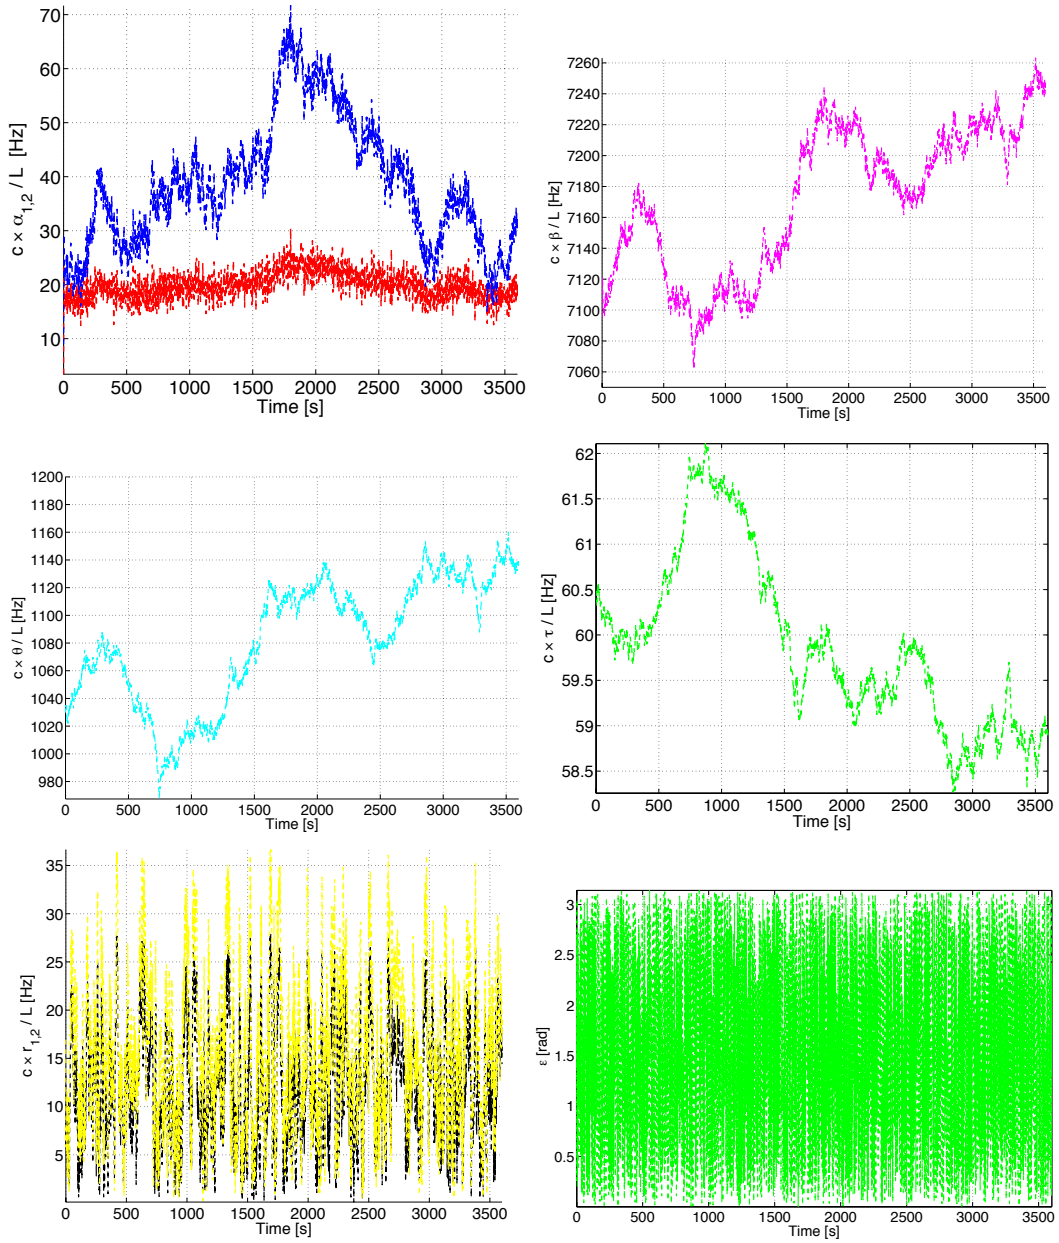 70
60
50
40
30
20
10
c × α1,2 / L [Hz]
0 500 1000 1500 2000 2500 3000 3500
Time [s]
7260
7240
7220
7200
7180
7160
7140
7120
7100
7080
7060
c × β / L [Hz]
0 500 1000 1500 2000 2500 3000 3500
Time [s]
1200
1180
1160
1140
1120
1100
1080
1060
1040
1020
1000
980
c × θ / L [Hz]
0 500 1000 1500 2000 2500 3000 3500
Time [s]
62
61.5
61
60.5
60
59.5
59
58.5
c × τ / L [Hz]
0 500 1000 1500 2000 2500 3000 3500
Time [s]
35
30
25
20
15
10
5
c × r1,2 / L [Hz]
0 500 1000 1500 2000 2500 3000 3500
Time [s]
3
2.5
2
1.5
1
0.5
ε [rad]
0 500 1000 1500 2000 2500 3000 3500
Time [s]